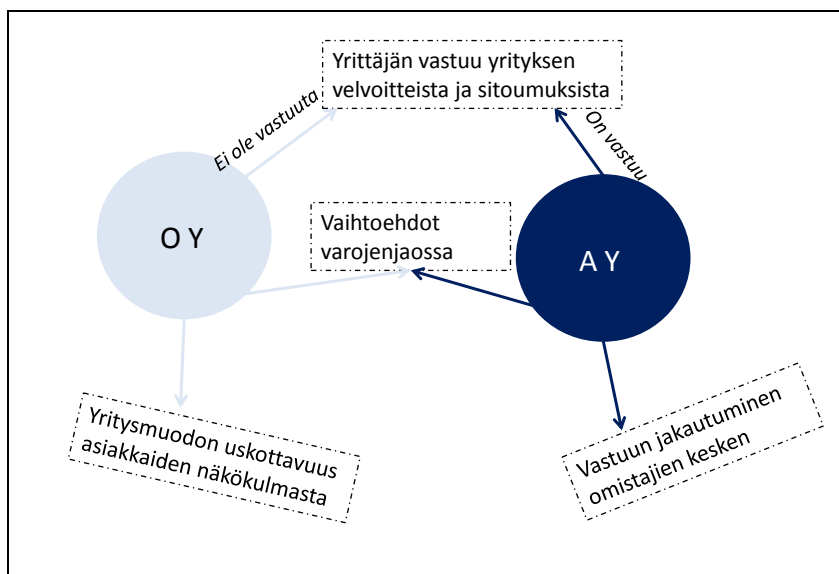 Yrittäjän vastuu yrityksen
velvoitteista ja sitoumuksista
Ei ole vastuuta
On vastuu
O Y
Vaihtoehdot
varojenjaossa
A Y
Yritysmuodon uskottavuus
asiakkaiden näkökulmasta
Vastuun jakautuminen
omistajien kesken